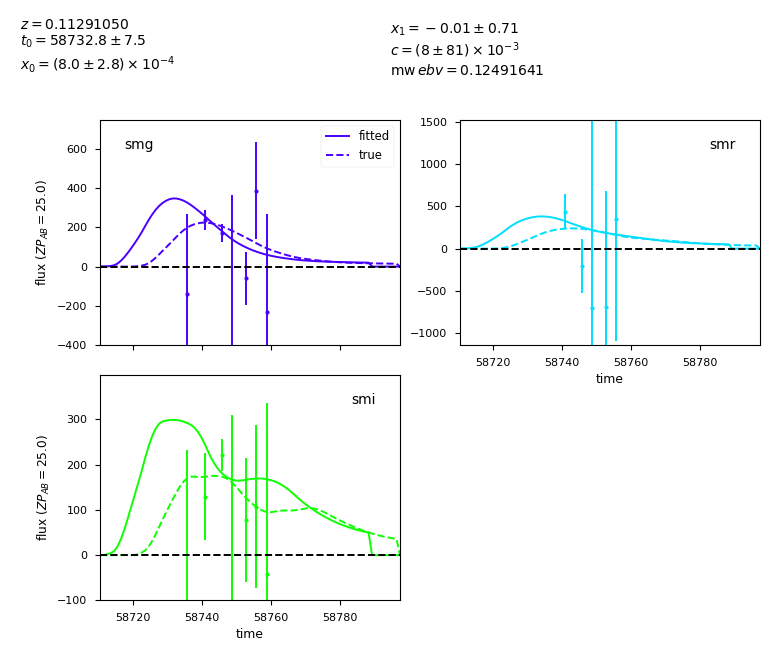 z = 0.11291050
t₀ = 58732.8 ± 7.5
x₀ = (8.0 ± 2.8) × 10⁻⁴
x₁ = −0.01 ± 0.71
c = (8 ± 81) × 10⁻³
mw ebv = 0.12491641
smg
fitted
true
600
400
200
0
−200
−400
flux (ZP_AB = 25.0)
smr
1500
1000
500
0
−500
−1000
58720 58740 58760 58780
time
smi
300
200
100
0
−100
flux (ZP_AB = 25.0)
58720 58740 58760 58780
time